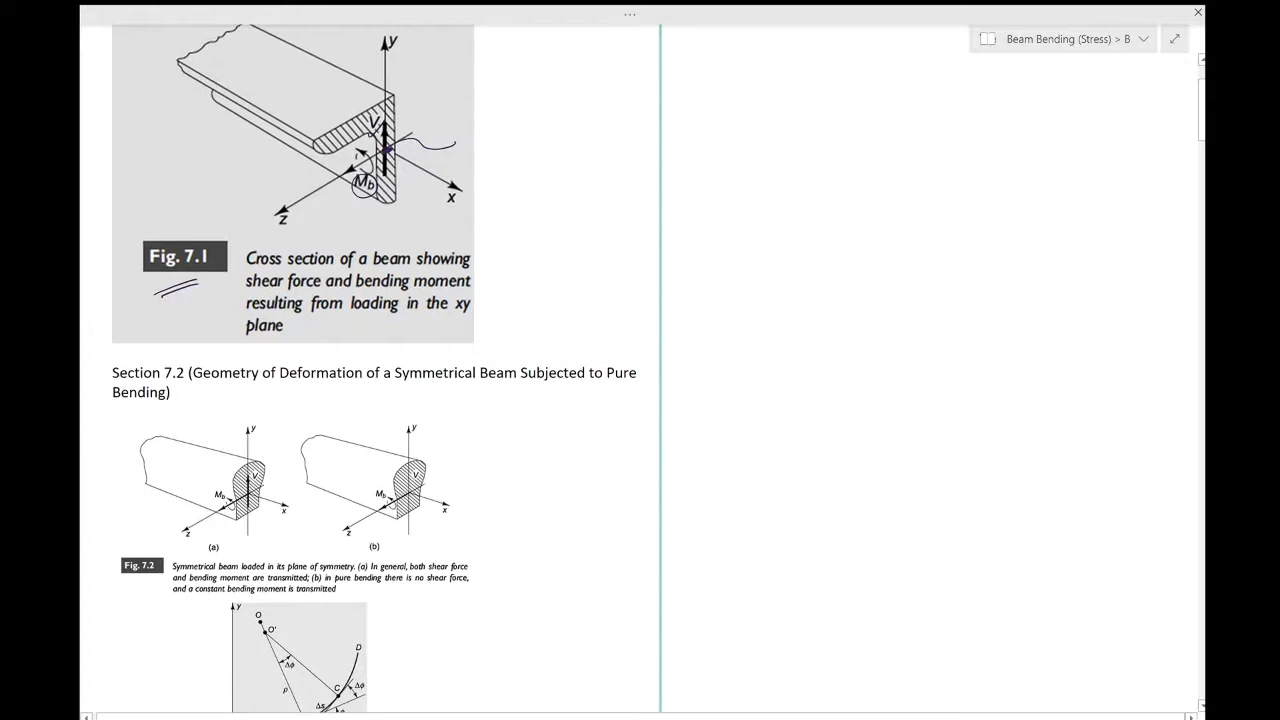 ...
Beam Bending (Stress) > B
y
V
Mb
x
z
Fig. 7.1
Cross section of a beam showing
shear force and bending moment
resulting from loading in the xy
plane
Section 7.2 (Geometry of Deformation of a Symmetrical Beam Subjected to Pure
Bending)
y
V
Mb
x
z
(a)
y
V
Mb
x
z
(b)
Fig. 7.2
Symmetrical beam loaded in its plane of symmetry. (a) In general, both shear force
and bending moment are transmitted; (b) in pure bending there is no shear force,
and a constant bending moment is transmitted
y
O
O'
Δϕ
D
C
Δϕ
ρ
Δs